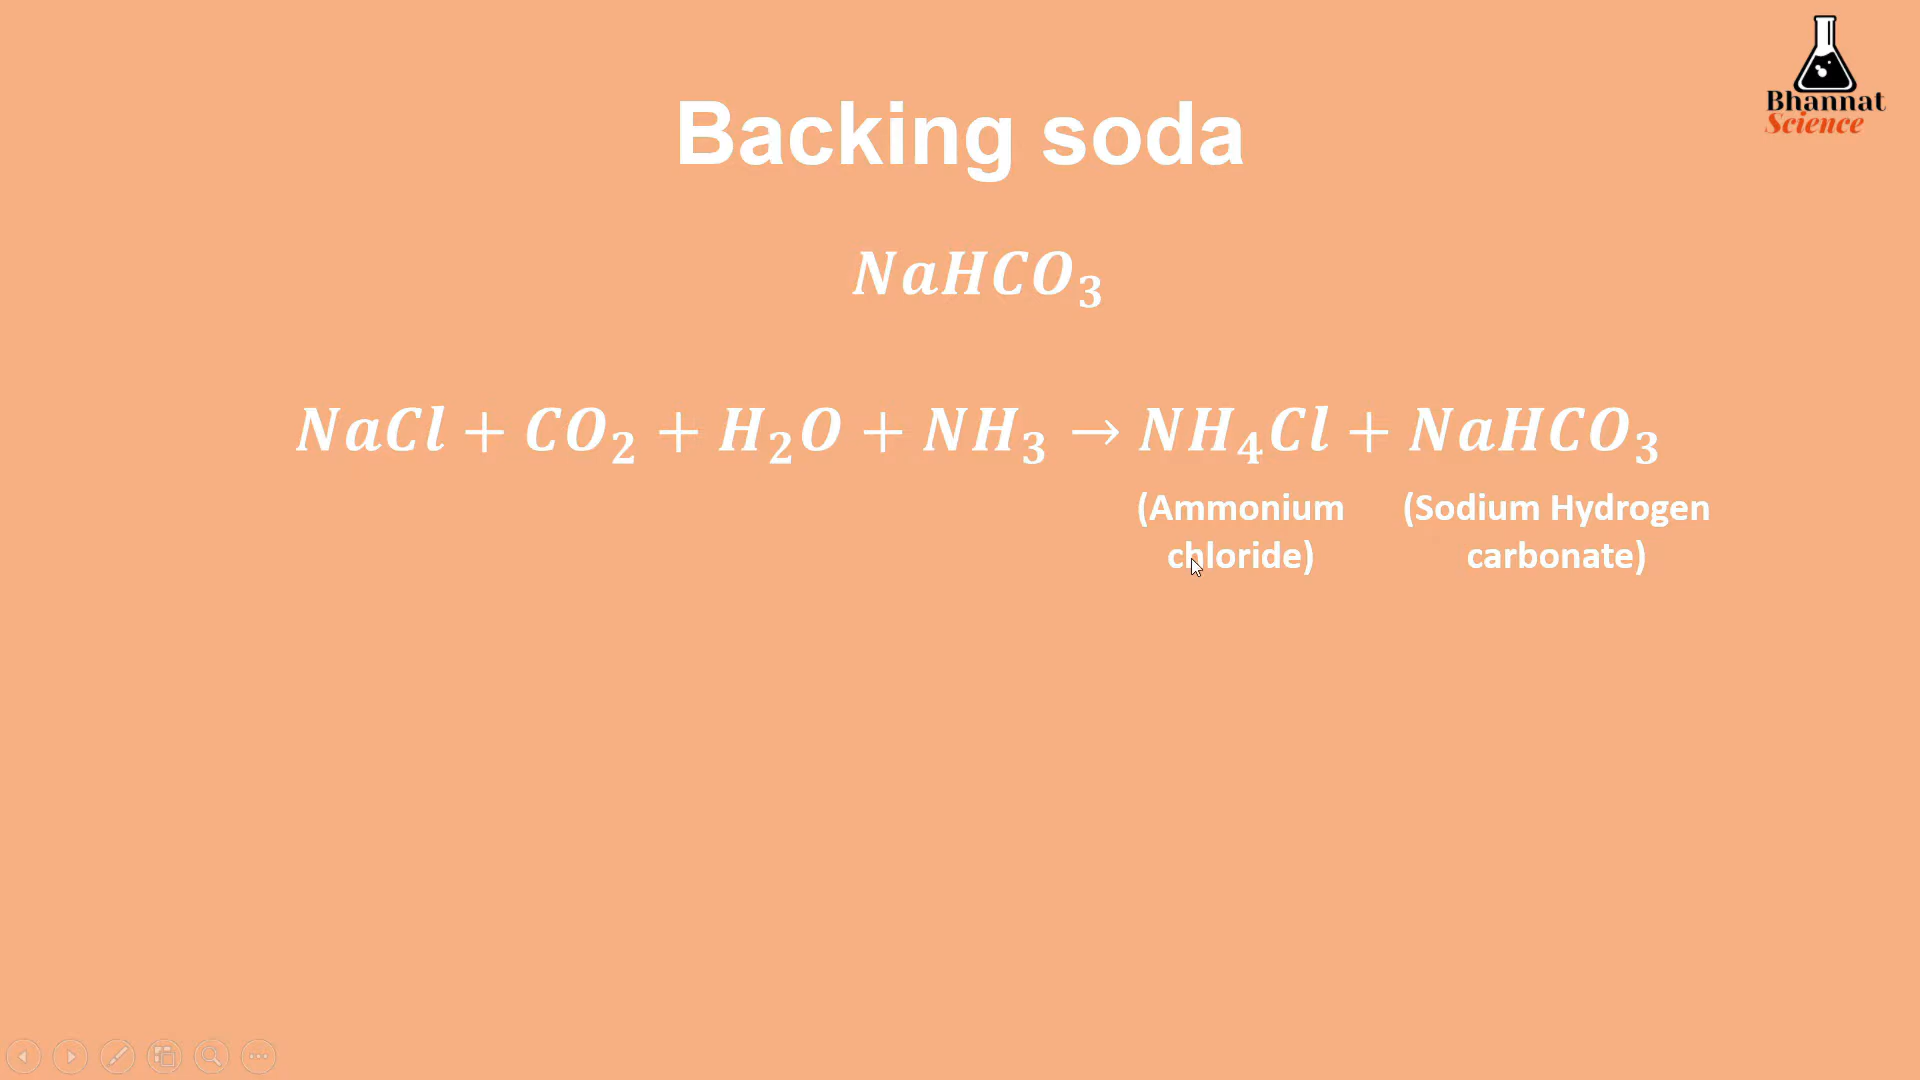 Bhannat
Science
Backing soda
NaHCO₃
NaCl + CO₂ + H₂O + NH₃ → NH₄Cl + NaHCO₃
(Ammonium chloride)
(Sodium Hydrogen carbonate)